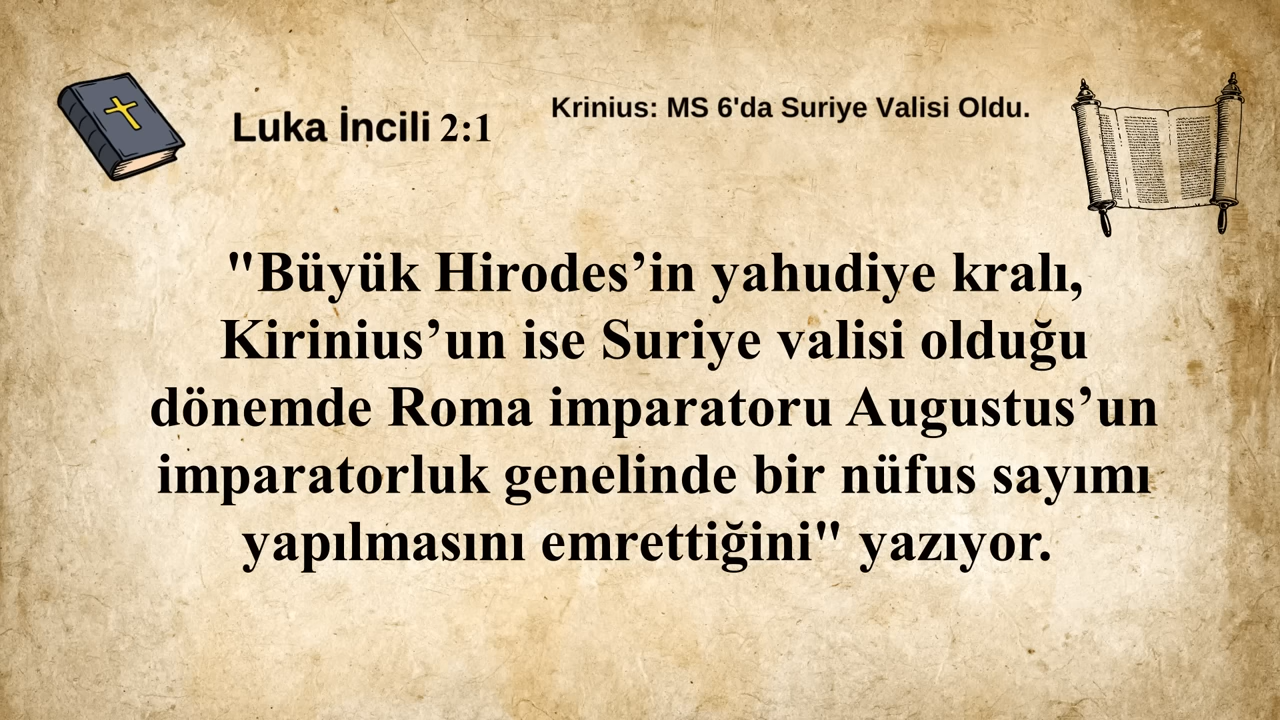 Luka İncili 2:1
Krinius: MS 6'da Suriye Valisi Oldu.
"Büyük Hirodes’in yahudiye kralı,
Kirinius’un ise Suriye valisi olduğu
dönemde Roma imparatoru Augustus’un
imparatorluk genelinde bir nüfus sayımı
yapılmasını emrettiğini" yazıyor.